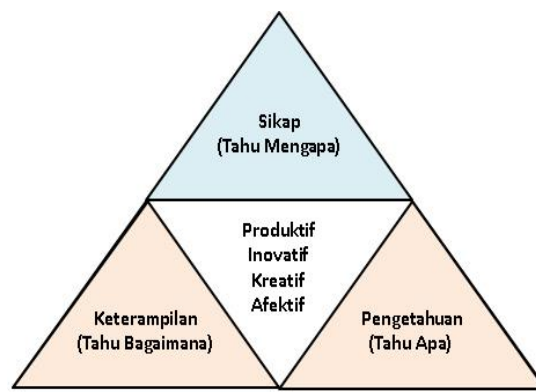 Sikap
(Tahu Mengapa)
Produktif
Inovatif
Kreatif
Afektif
Keterampilan
(Tahu Bagaimana)
Pengetahuan
(Tahu Apa)